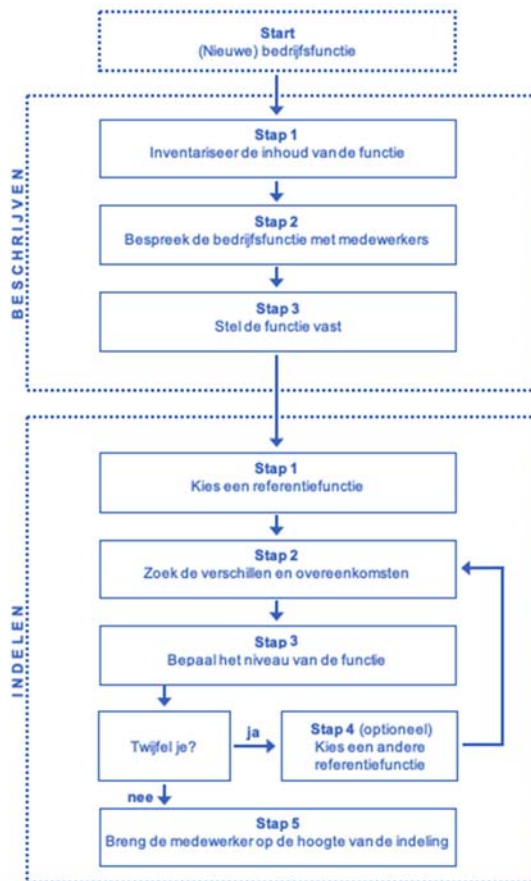 Start
(Nieuwe) bedrijfsfunctie
BESCHRIJVEN
Stap 1
Inventariseer de inhoud van de functie
Stap 2
Bespreek de bedrijfsfunctie met medewerkers
Stap 3
Stel de functie vast
INDELEN
Stap 1
Kies een referentiefunctie
Stap 2
Zoek de verschillen en overeenkomsten
Stap 3
Bepaal het niveau van de functie
Twijfel je?
ja
Stap 4 (optioneel)
Kies een andere
referentiefunctie
nee
Stap 5
Breng de medewerker op de hoogte van de indeling